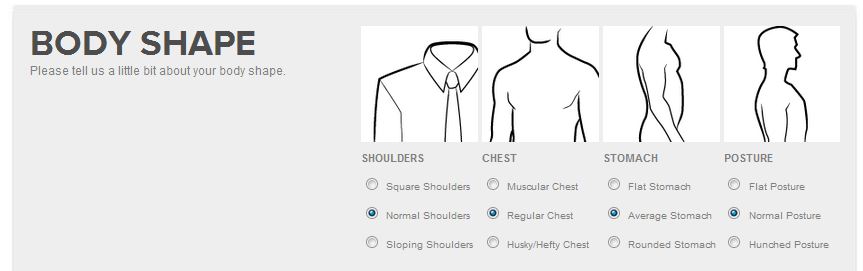 BODY SHAPE
Please tell us a little bit about your body shape.
SHOULDERS
Square Shoulders
Normal Shoulders
Sloping Shoulders
CHEST
Muscular Chest
Regular Chest
Husky/Hefty Chest
STOMACH
Flat Stomach
Average Stomach
Rounded Stomach
POSTURE
Flat Posture
Normal Posture
Hunched Posture